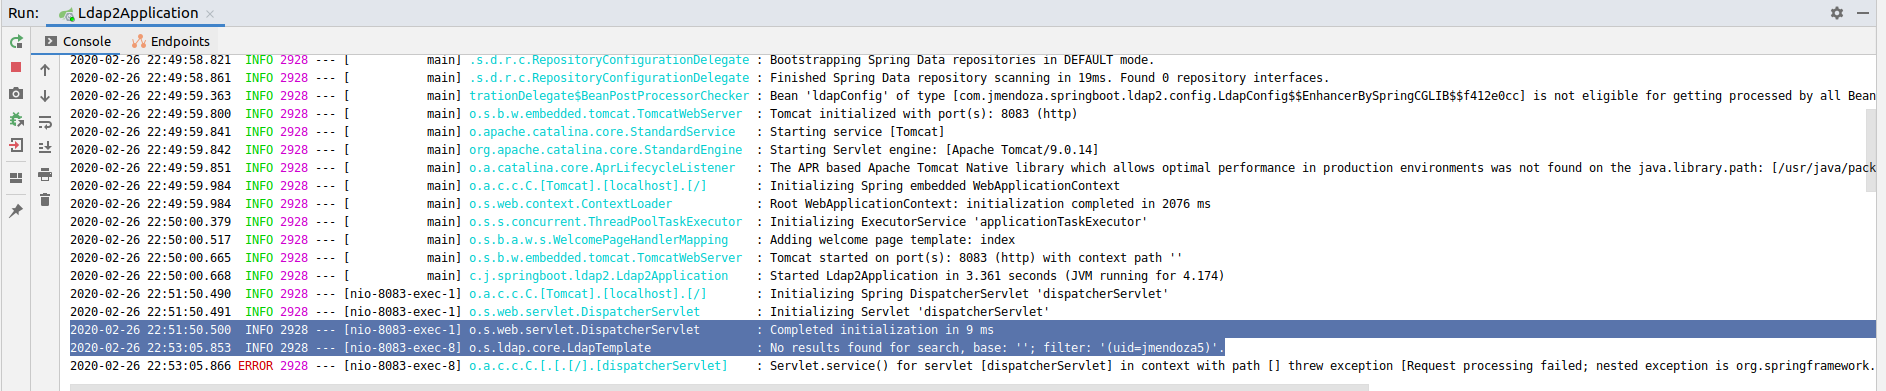 Run: Ldap2Application
Console Endpoints
2020-02-26 22:49:58.821  INFO 2928 --- [           main] .s.d.r.c.RepositoryConfigurationDelegate : Bootstrapping Spring Data repositories in DEFAULT mode.
2020-02-26 22:49:58.861  INFO 2928 --- [           main] .s.d.r.c.RepositoryConfigurationDelegate : Finished Spring Data repository scanning in 19ms. Found 0 repository interfaces.
2020-02-26 22:49:59.363  INFO 2928 --- [           main] trationDelegate$BeanPostProcessorChecker : Bean 'ldapConfig' of type [com.jmendoza.springboot.ldap2.config.LdapConfig$$EnhancerBySpringCGLIB$$f412e0cc] is not eligible for getting processed by all Bean
2020-02-26 22:49:59.800  INFO 2928 --- [           main] o.s.b.w.embedded.tomcat.TomcatWebServer  : Tomcat initialized with port(s): 8083 (http)
2020-02-26 22:49:59.841  INFO 2928 --- [           main] o.apache.catalina.core.StandardService   : Starting service [Tomcat]
2020-02-26 22:49:59.842  INFO 2928 --- [           main] org.apache.catalina.core.StandardEngine  : Starting Servlet engine: [Apache Tomcat/9.0.14]
2020-02-26 22:49:59.851  INFO 2928 --- [           main] o.a.catalina.core.AprLifecycleListener   : The APR based Apache Tomcat Native library which allows optimal performance in production environments was not found on the java.library.path: [/usr/java/pack
2020-02-26 22:49:59.984  INFO 2928 --- [           main] o.a.c.c.C.[Tomcat].[localhost].[/]       : Initializing Spring embedded WebApplicationContext
2020-02-26 22:49:59.984  INFO 2928 --- [           main] o.s.web.context.ContextLoader            : Root WebApplicationContext: initialization completed in 2076 ms
2020-02-26 22:50:00.379  INFO 2928 --- [           main] o.s.s.concurrent.ThreadPoolTaskExecutor  : Initializing ExecutorService 'applicationTaskExecutor'
2020-02-26 22:50:00.517  INFO 2928 --- [           main] o.s.b.a.w.s.WelcomePageHandlerMapping    : Adding welcome page template: index
2020-02-26 22:50:00.665  INFO 2928 --- [           main] o.s.b.w.embedded.tomcat.TomcatWebServer  : Tomcat started on port(s): 8083 (http) with context path ''
2020-02-26 22:50:00.668  INFO 2928 --- [           main] c.j.springboot.ldap2.Ldap2Application    : Started Ldap2Application in 3.361 seconds (JVM running for 4.174)
2020-02-26 22:51:50.490  INFO 2928 --- [nio-8083-exec-1] o.a.c.c.C.[Tomcat].[localhost].[/]       : Initializing Spring DispatcherServlet 'dispatcherServlet'
2020-02-26 22:51:50.491  INFO 2928 --- [nio-8083-exec-1] o.s.web.servlet.DispatcherServlet        : Initializing Servlet 'dispatcherServlet'
2020-02-26 22:51:50.500  INFO 2928 --- [nio-8083-exec-1] o.s.web.servlet.DispatcherServlet        : Completed initialization in 9 ms
2020-02-26 22:53:05.853  INFO 2928 --- [nio-8083-exec-8] o.s.ldap.core.LdapTemplate               : No results found for search, base: ''; filter: '(uid=jmendoza5)'.
2020-02-26 22:53:05.866 ERROR 2928 --- [nio-8083-exec-8] o.a.c.c.C.[.[.[/].[dispatcherServlet]    : Servlet.service() for servlet [dispatcherServlet] in context with path [] threw exception [Request processing failed; nested exception is org.springframework.